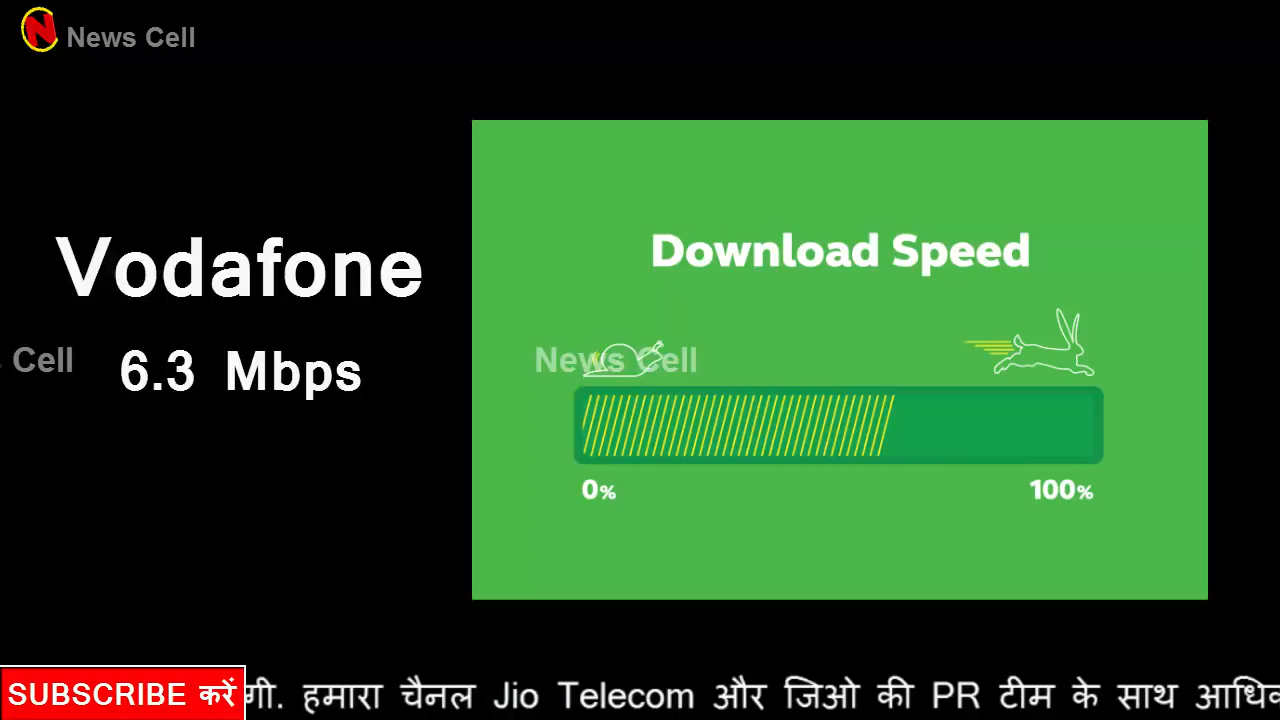 News Cell
Vodafone
6.3 Mbps
Download Speed
Cell
News Cell
0%
100%
SUBSCRIBE करें
गी. हमारा चैनल Jio Telecom और जिओ की PR टीम के साथ